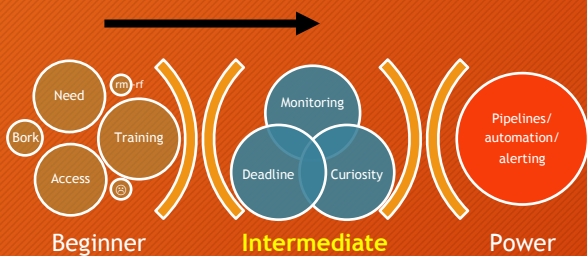 Need
rm -rf
Bork
Training
Access
☹
Monitoring
Deadline
Curiosity
Pipelines/
automation/
alerting
Beginner
Intermediate
Power